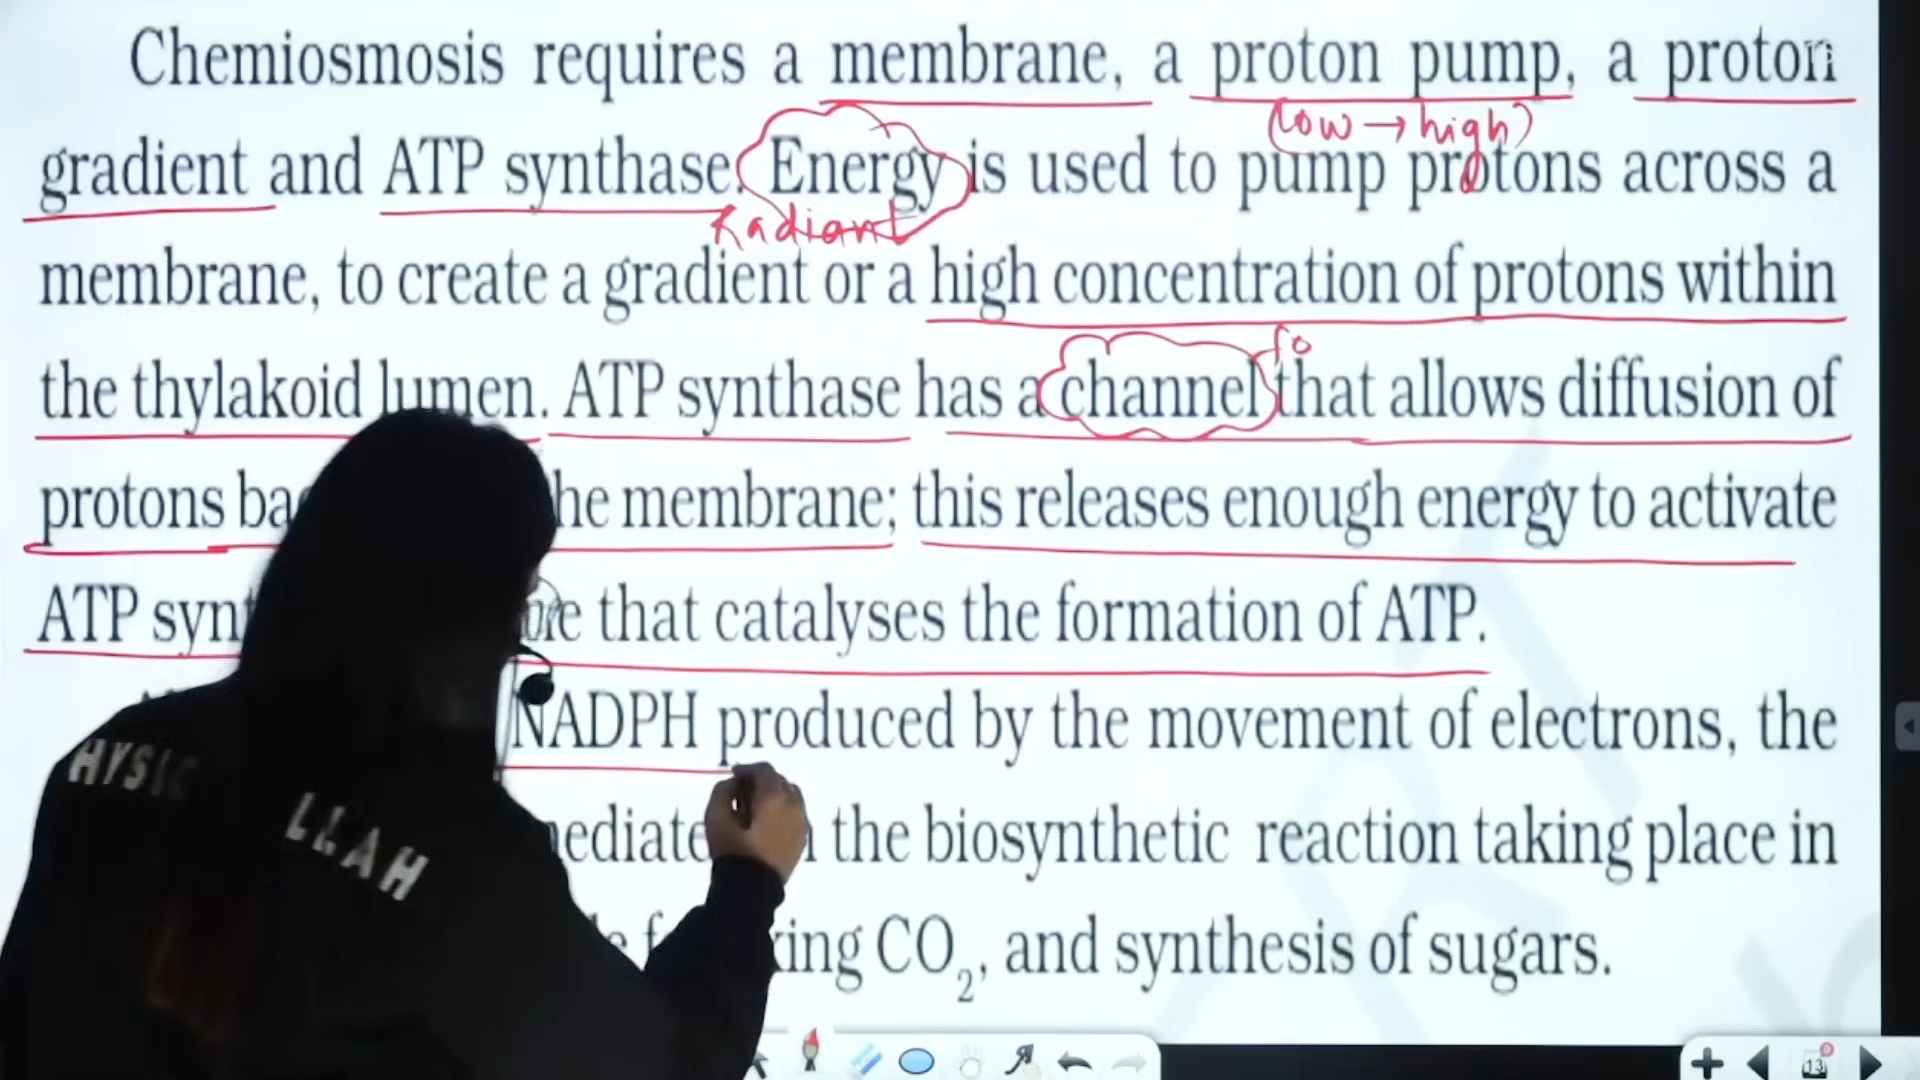 Chemiosmosis requires a membrane, a proton pump, a proton
(low → high)
gradient and ATP synthase. Energy is used to pump protons across a
Radiant
membrane, to create a gradient or a high concentration of protons within
fo
the thylakoid lumen. ATP synthase has a channel that allows diffusion of
protons he membrane; this releases enough energy to activate
ATP that catalyses the formation of ATP.
NADPH produced by the movement of electrons, the
the biosynthetic reaction taking place in
CO₂, and synthesis of sugars.
HYSIC
LLAH
13